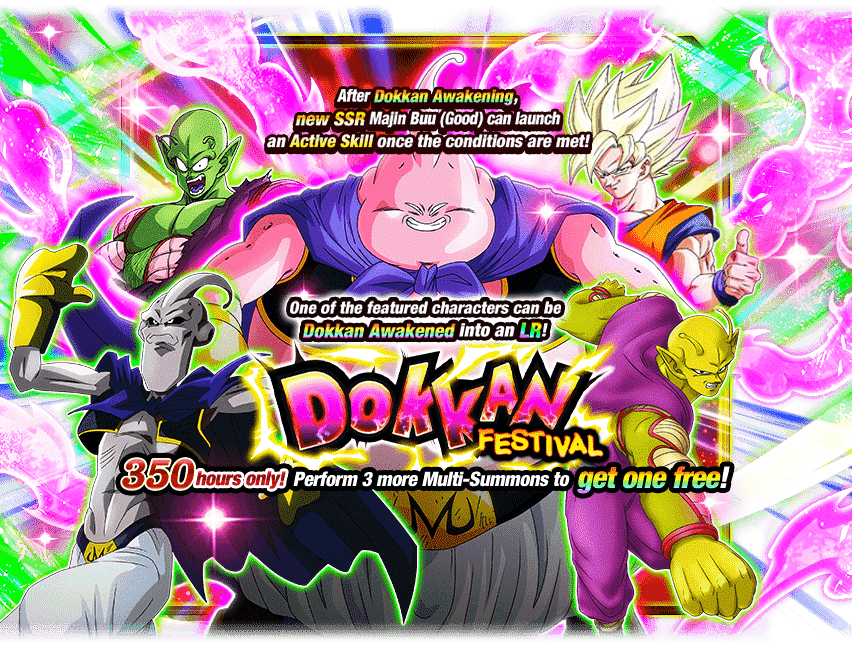 After Dokkan Awakening,
new SSR Majin Buu (Good) can launch
an Active Skill once the conditions are met!
One of the featured characters can be
Dokkan Awakened into an LR!
DOKKAN
FESTIVAL
350 hours only! Perform 3 more Multi-Summons to get one free!